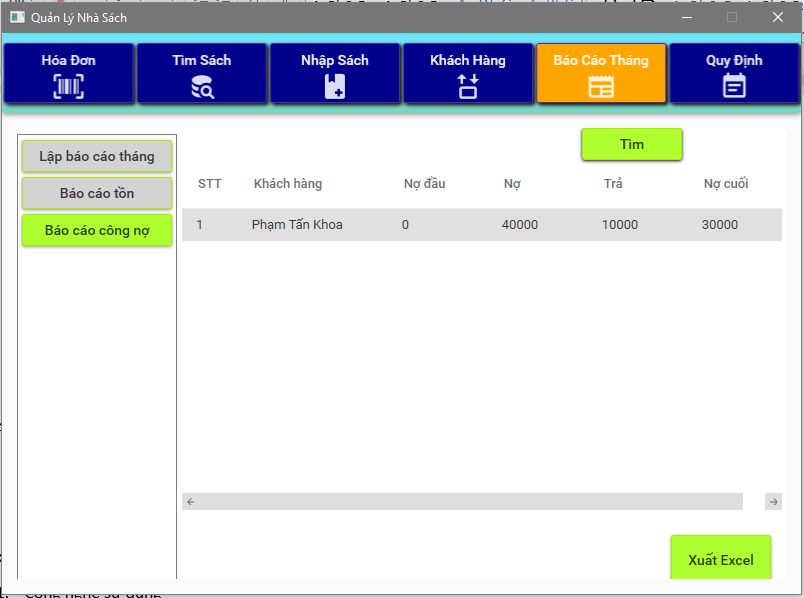 Quản Lý Nhà Sách
Hóa Đơn
Tìm Sách
Nhập Sách
Khách Hàng
Báo Cáo Tháng
Quy Định
Lập báo cáo tháng
Báo cáo tồn
Báo cáo công nợ
Tìm
STT Khách hàng Nợ đầu Nợ Trả Nợ cuối
1 Phạm Tấn Khoa 0 40000 10000 30000
Xuất Excel